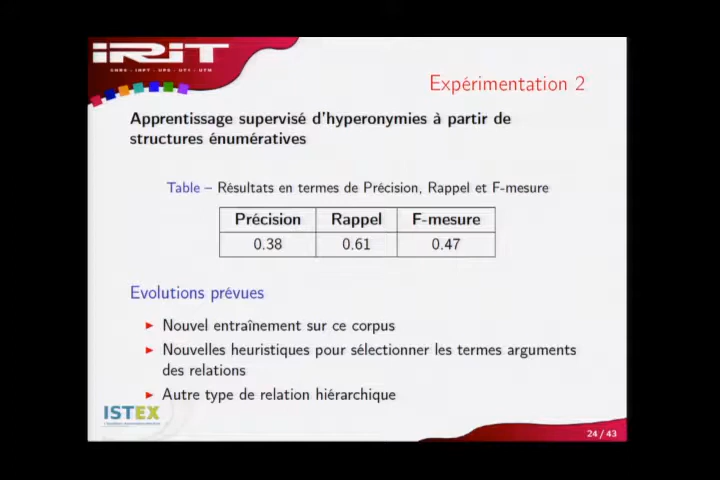 IRIT
CNRS - INPT - UPS - UT1 - UTM
Expérimentation 2
Apprentissage supervisé d'hyperonymies à partir de
structures énumératives
Table – Résultats en termes de Précision, Rappel et F-mesure
Précision Rappel F-mesure
0.38 0.61 0.47
Evolutions prévues
Nouvel entraînement sur ce corpus
Nouvelles heuristiques pour sélectionner les termes arguments
des relations
Autre type de relation hiérarchique
ISTEX
24 / 43